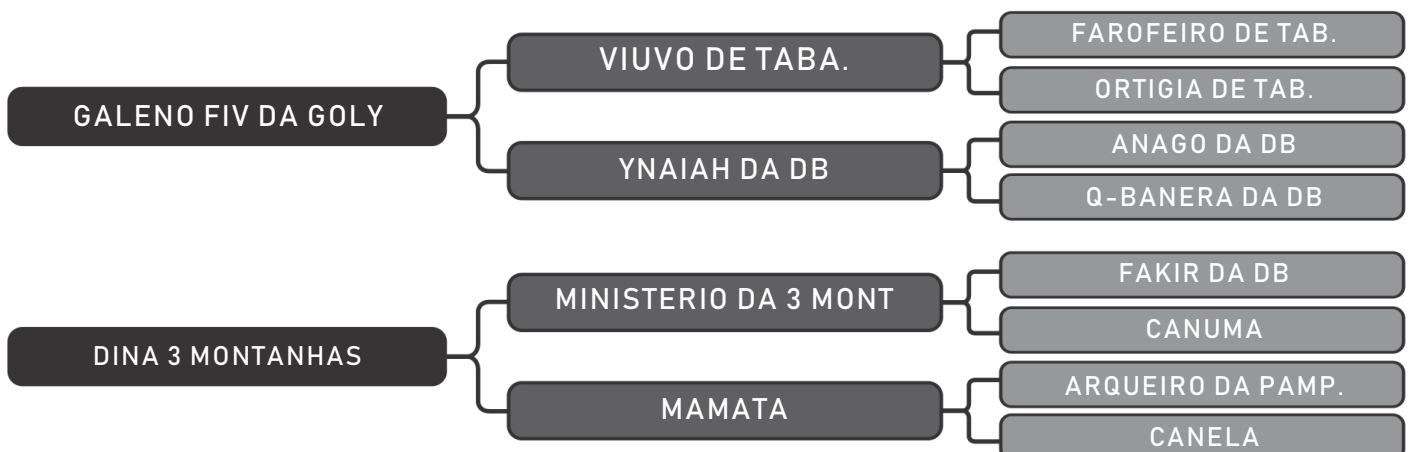 GALENO FIV DA GOLY
VIUVO DE TABA.
FAROFEIRO DE TAB.
ORTIGIA DE TAB.
YNAIAH DA DB
ANAGO DA DB
Q-BANERA DA DB
DINA 3 MONTANHAS
MINISTERIO DA 3 MONT
FAKIR DA DB
CANUMA
MAMATA
ARQUEIRO DA PAMP.
CANELA